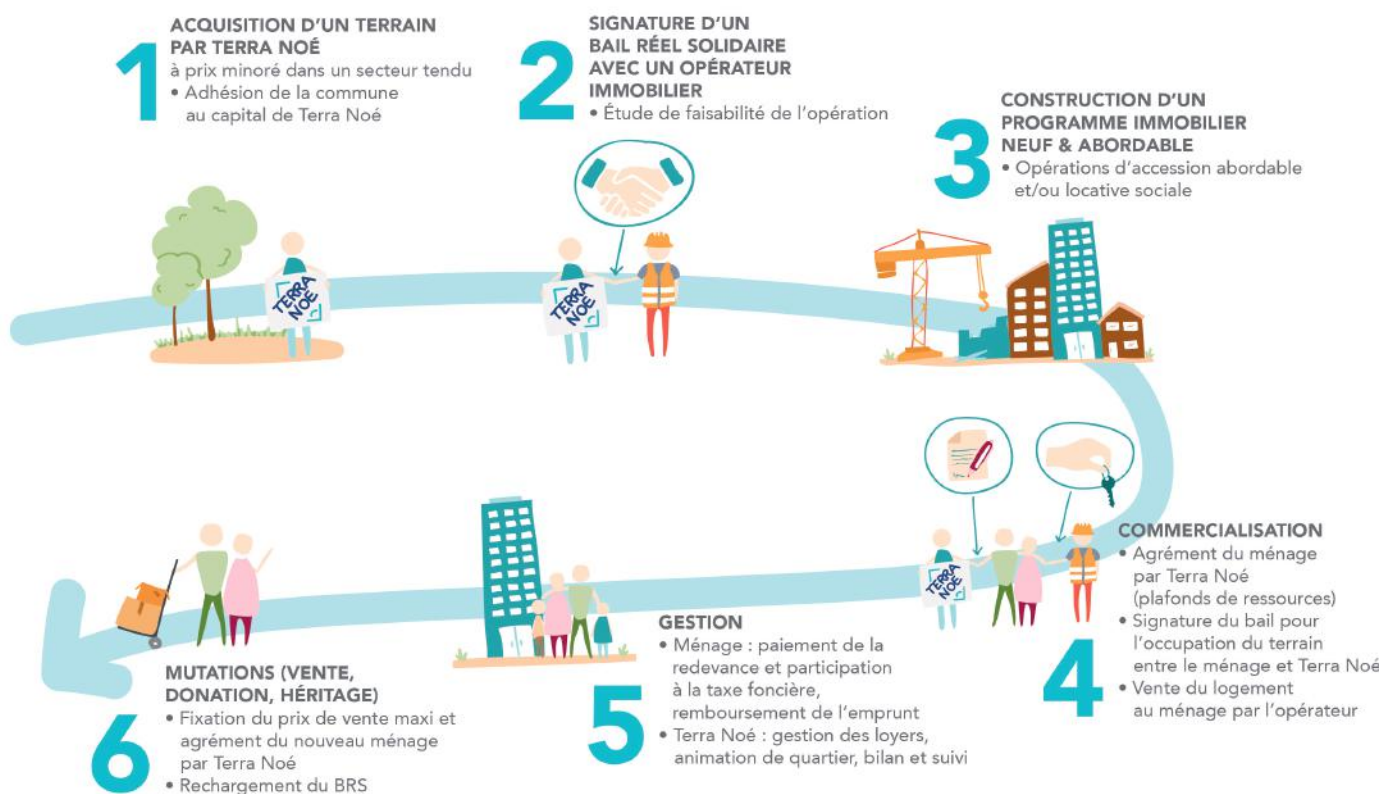 1
ACQUISITION D'UN TERRAIN
PAR TERRA NOÉ
à prix minoré dans un secteur tendu
• Adhésion de la commune
au capital de Terra Noé
2
SIGNATURE D'UN
BAIL RÉEL SOLIDAIRE
AVEC UN OPÉRATEUR
IMMOBILIER
• Étude de faisabilité de l'opération
3
CONSTRUCTION D'UN
PROGRAMME IMMOBILIER
NEUF & ABORDABLE
• Opérations d'accession abordable
et/ou locative sociale
TERRA
NOÉ
TERRA
NOÉ
TERRA
NOÉ
4
COMMERCIALISATION
• Agrément du ménage
par Terra Noé
(plafonds de ressources)
• Signature du bail pour
l'occupation du terrain
entre le ménage et Terra Noé
• Vente du logement
au ménage par l'opérateur
5
GESTION
• Ménage : paiement de la
redevance et participation
à la taxe foncière,
remboursement de l'emprunt
• Terra Noé : gestion des loyers,
animation de quartier, bilan et suivi
6
MUTATIONS (VENTE,
DONATION, HÉRITAGE)
• Fixation du prix de vente maxi et
agrément du nouveau ménage
par Terra Noé
• Rechargement du BRS